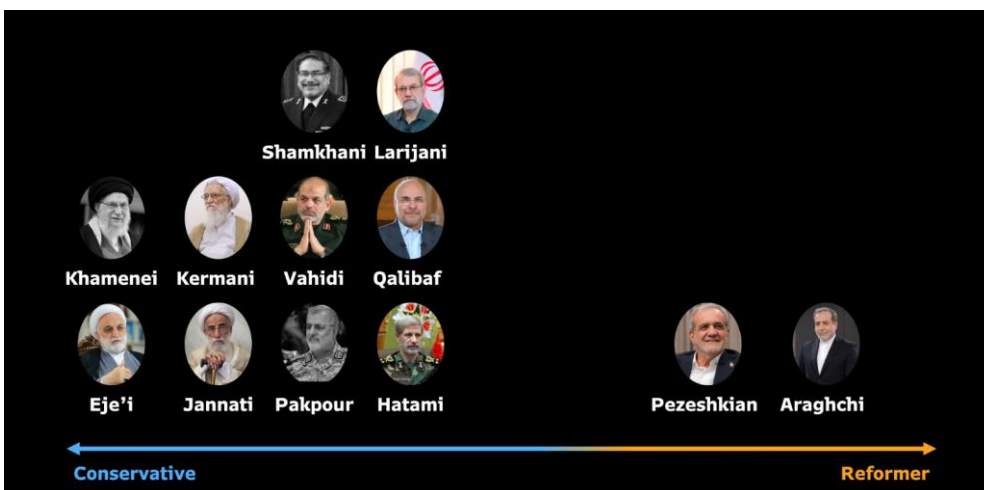 Shamkhani Larijani
Khamenei Kermani Vahidi Qalibaf
Eje’i Jannati Pakpour Hatami Pezeshkian Araghchi
Conservative Reformer